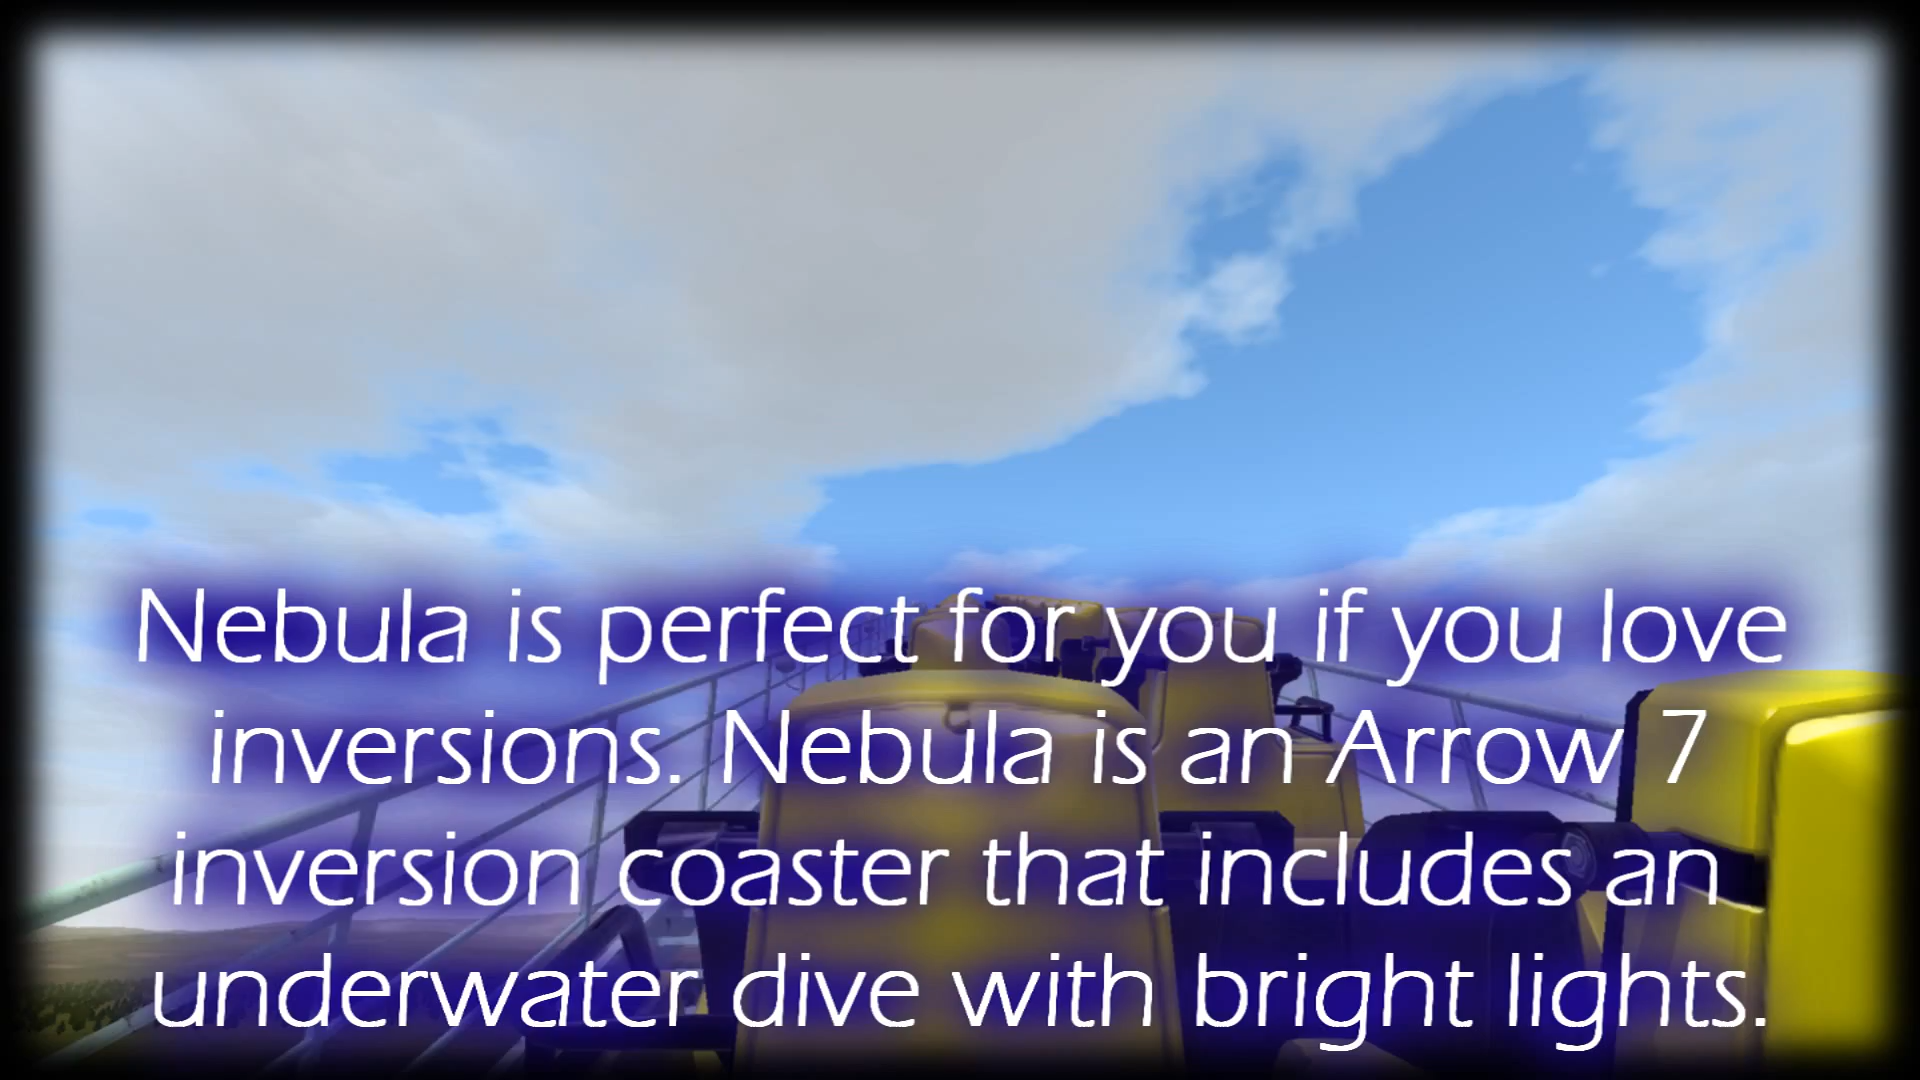 Nebula is perfect for you if you love
inversions. Nebula is an Arrow 7
inversion coaster that includes an
underwater dive with bright lights.